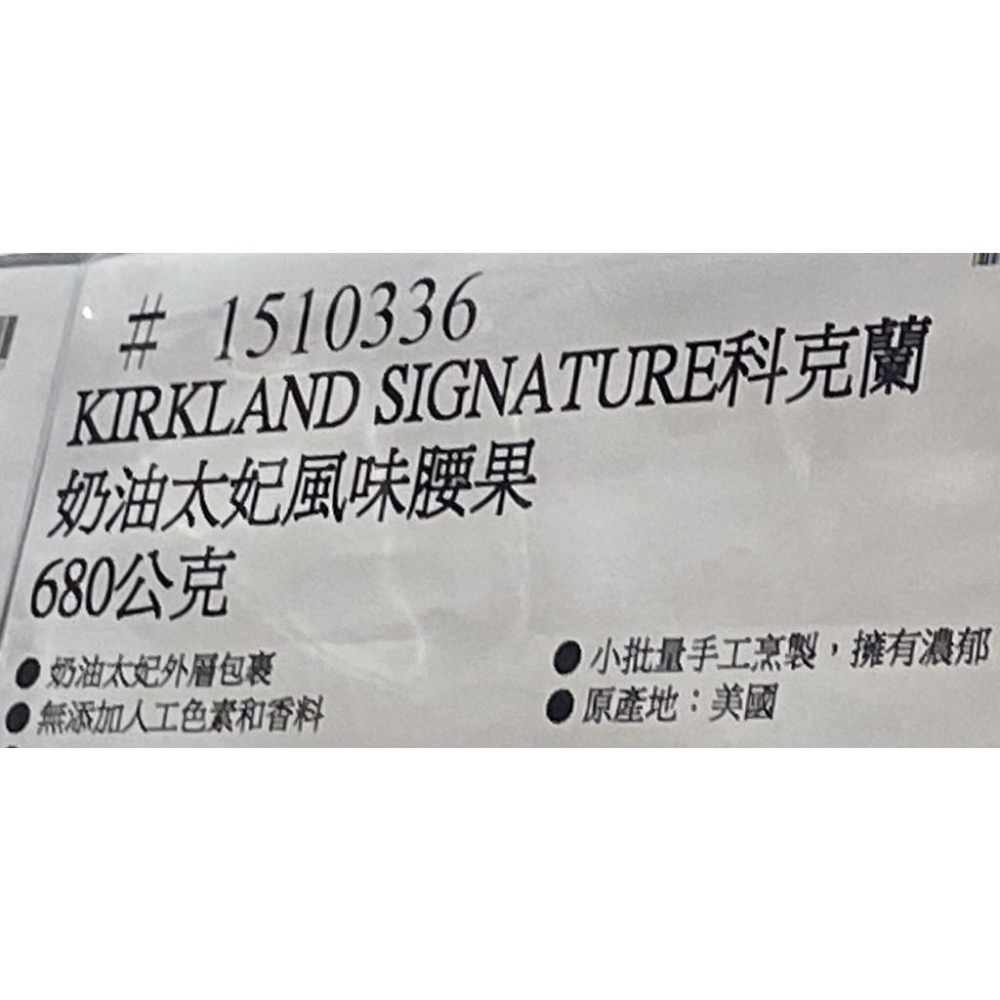 # 1510336
KIRKLAND SIGNATURE科克蘭
奶油太妃風味腰果
680公克
●奶油太妃外層包裹
●無添加人工色素和香料
●小批量手工烹製，擁有濃郁
●原產地：美國